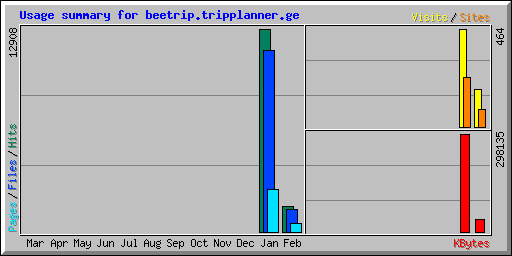 Usage summary for beetrip.tripplanner.ge
Visits / Sites
12908
Pages / Files / Hits
464
298135
Mar Apr May Jun Jul Aug Sep Oct Nov Dec Jan Feb
KBytes